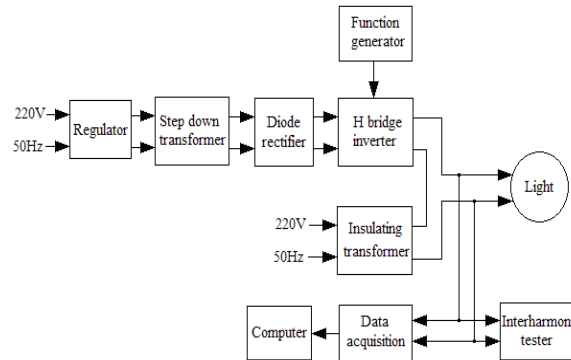 Function
generator
220V
50Hz
Regulator
Step down
transformer
Diode
rectifier
H bridge
inverter
Light
220V
50Hz
Insulating
transformer
Computer
Data
acquisition
Interharmon
tester